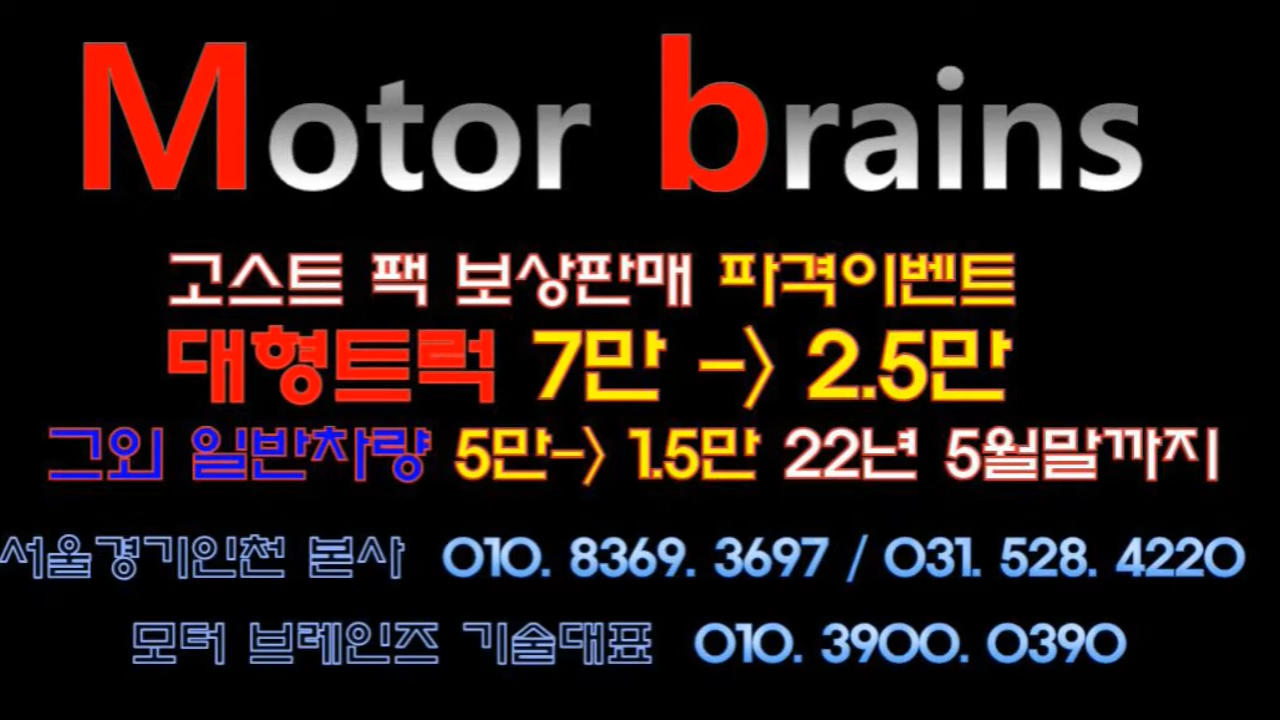 Motor brains
고스트 팩 보상판매 파격이벤트
대형트럭 7만 -> 2.5만
그외 일반차량 5만-> 1.5만 22년 5월말까지
서울경기인천 본사 010. 8369. 3697 / 031. 528. 4220
모터 브레인즈 기술대표 010. 3900. 0390